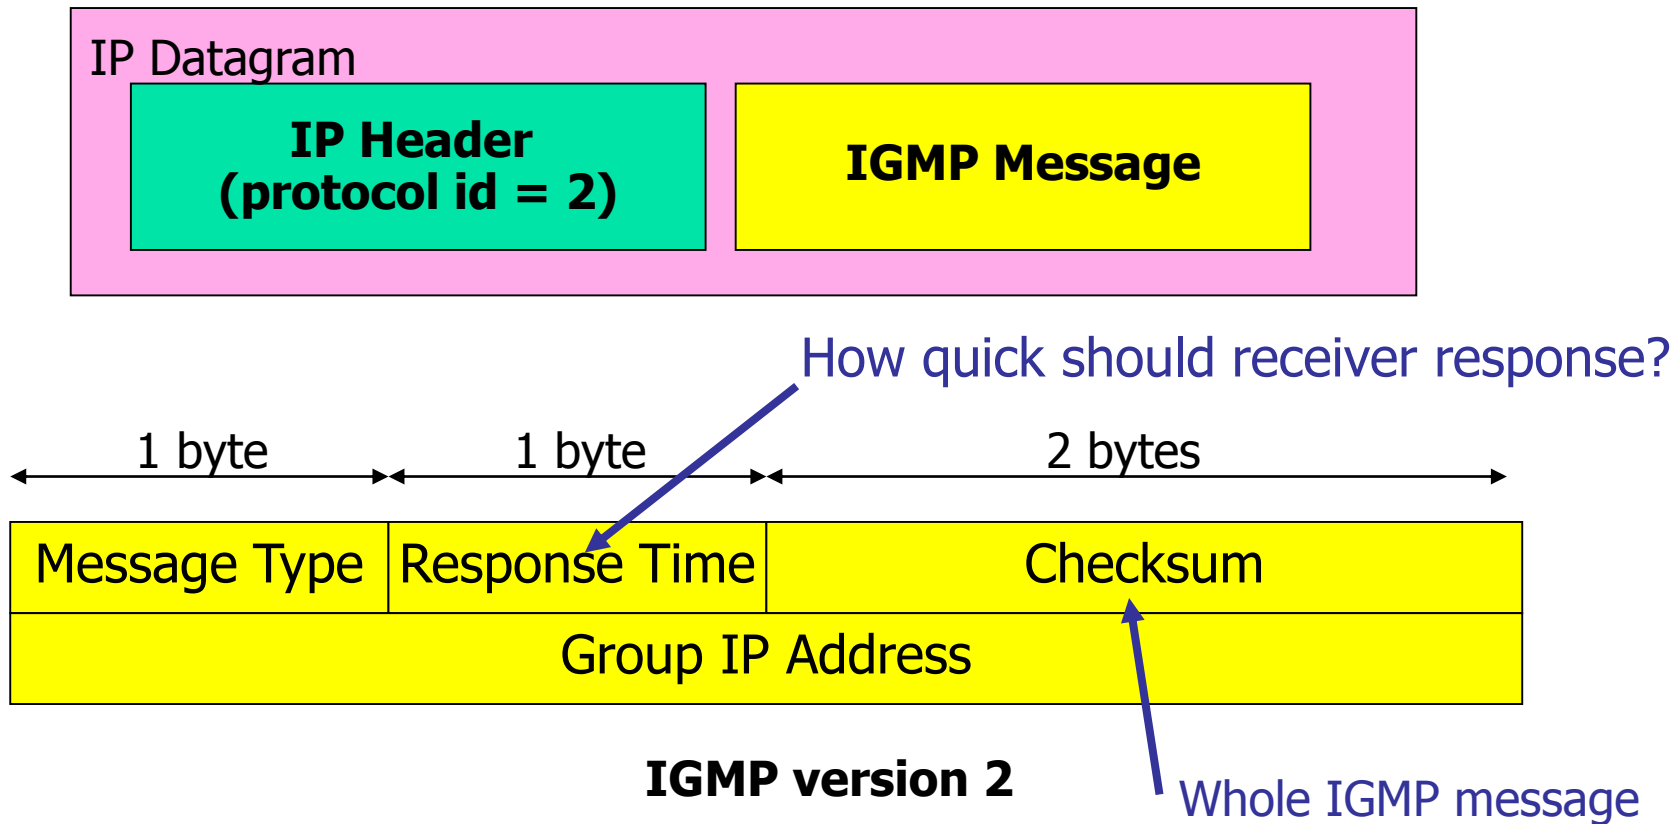 IP Datagram
IP Header
(protocol id = 2)
IGMP Message
How quick should receiver response?
1 byte
1 byte
2 bytes
Message Type
Response Time
Checksum
Group IP Address
IGMP version 2
Whole IGMP message